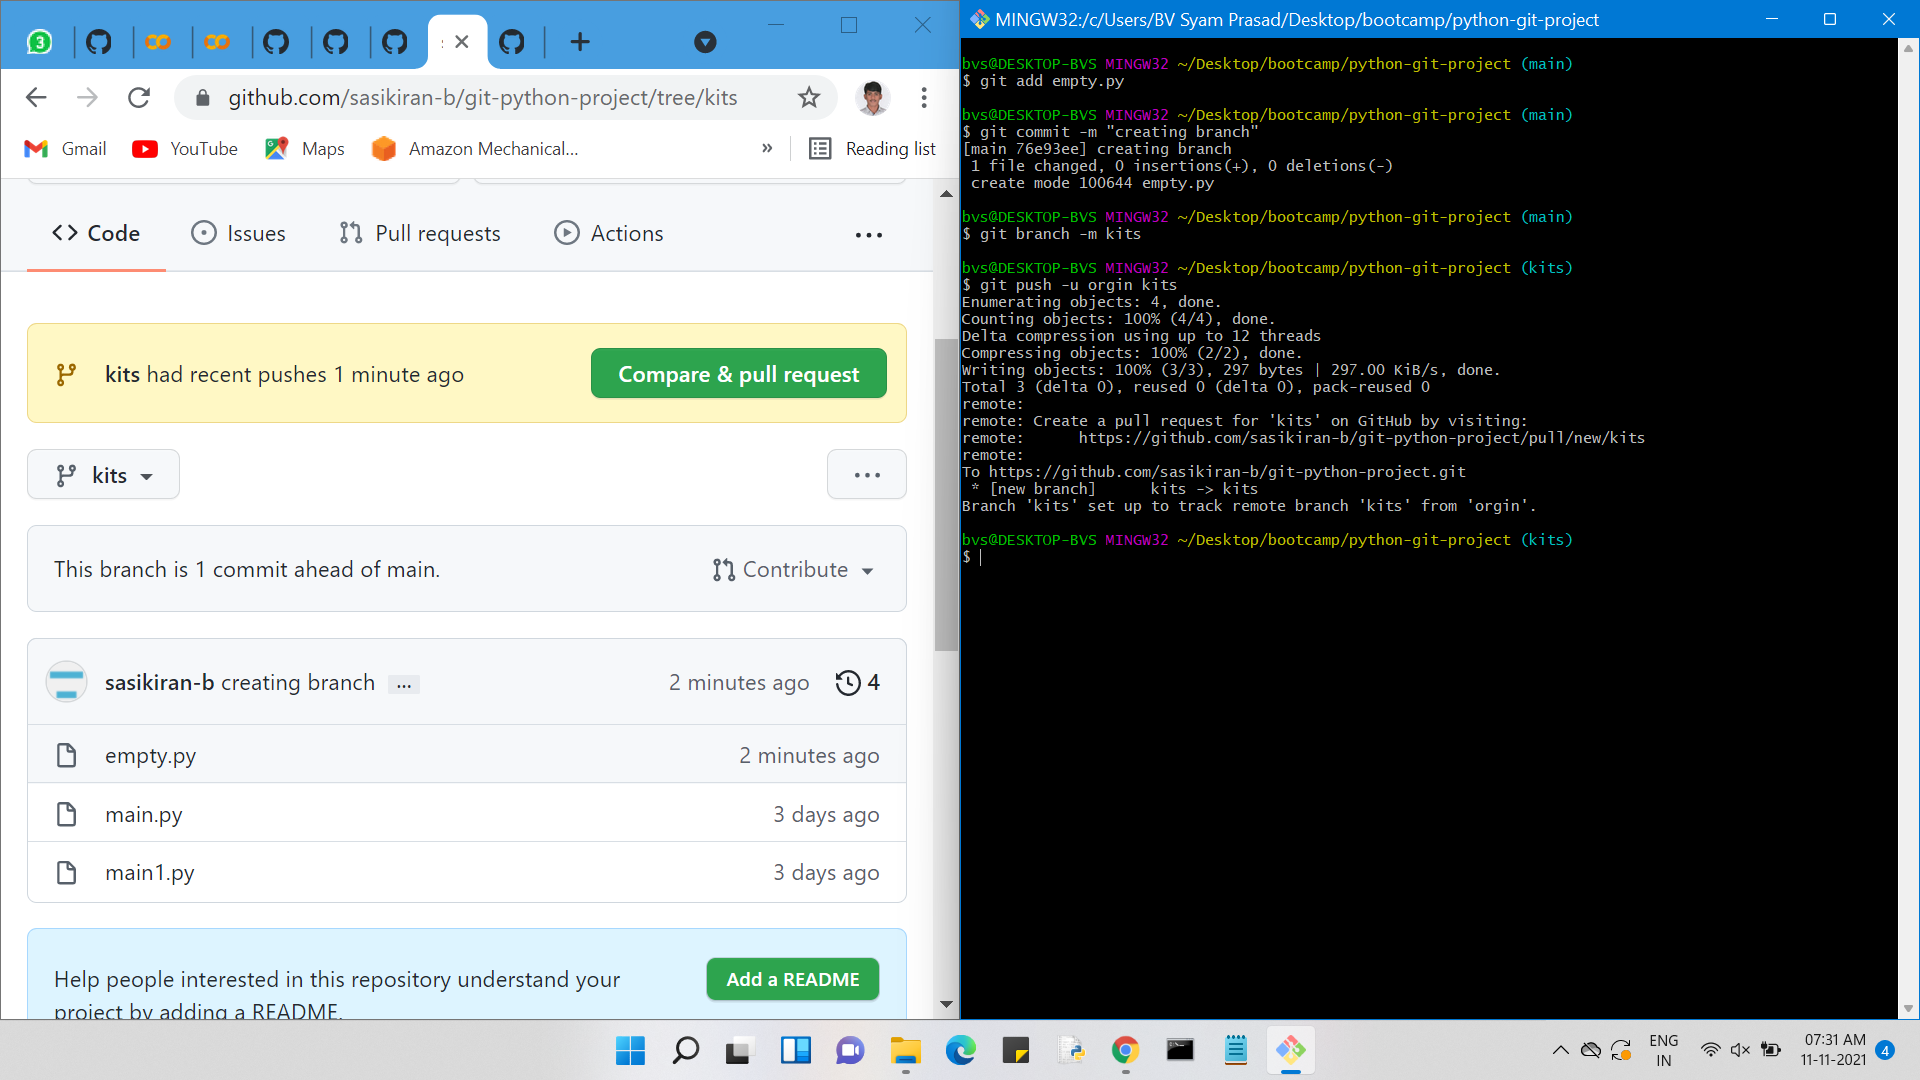 3
github.com/sasikiran-b/git-python-project/tree/kits
Gmail
YouTube
Maps
Amazon Mechanical...
»
Reading list
<> Code
Issues
Pull requests
Actions
...
kits had recent pushes 1 minute ago
Compare & pull request
kits
...
This branch is 1 commit ahead of main.
Contribute
sasikiran-b creating branch ...
2 minutes ago
4
empty.py
2 minutes ago
main.py
3 days ago
main1.py
3 days ago
Help people interested in this repository understand your
project by adding a README.
Add a README
MINGW32:/c/Users/BV Syam Prasad/Desktop/bootcamp/python-git-project
bvs@DESKTOP-BVS MINGW32 ~/Desktop/bootcamp/python-git-project (main)
$ git add empty.py
bvs@DESKTOP-BVS MINGW32 ~/Desktop/bootcamp/python-git-project (main)
$ git commit -m "creating branch"
[main 76e93ee] creating branch
1 file changed, 0 insertions(+), 0 deletions(-)
create mode 100644 empty.py
bvs@DESKTOP-BVS MINGW32 ~/Desktop/bootcamp/python-git-project (main)
$ git branch -m kits
bvs@DESKTOP-BVS MINGW32 ~/Desktop/bootcamp/python-git-project (kits)
$ git push -u orgin kits
Enumerating objects: 4, done.
Counting objects: 100% (4/4), done.
Delta compression using up to 12 threads
Compressing objects: 100% (2/2), done.
Writing objects: 100% (3/3), 297 bytes | 297.00 KiB/s, done.
Total 3 (delta 0), reused 0 (delta 0), pack-reused 0
remote:
remote: Create a pull request for 'kits' on GitHub by visiting:
remote:      https://github.com/sasikiran-b/git-python-project/pull/new/kits
remote:
To https://github.com/sasikiran-b/git-python-project.git
* [new branch]      kits -> kits
Branch 'kits' set up to track remote branch 'kits' from 'orgin'.
bvs@DESKTOP-BVS MINGW32 ~/Desktop/bootcamp/python-git-project (kits)
$
ENG
IN
07:31 AM
11-11-2021
4